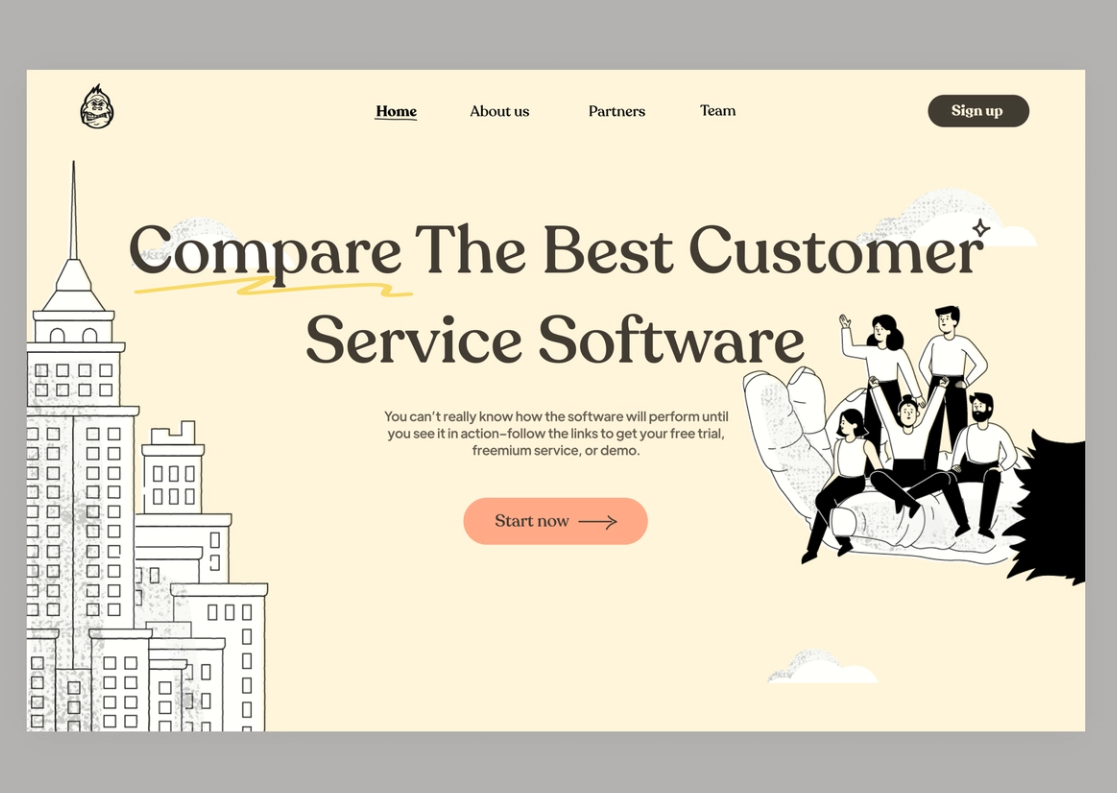 Home
About us
Partners
Team
Sign up
Compare The Best Customer
Service Software
You can't really know how the software will perform until
you see it in action–follow the links to get your free trial,
freemium service, or demo.
Start now